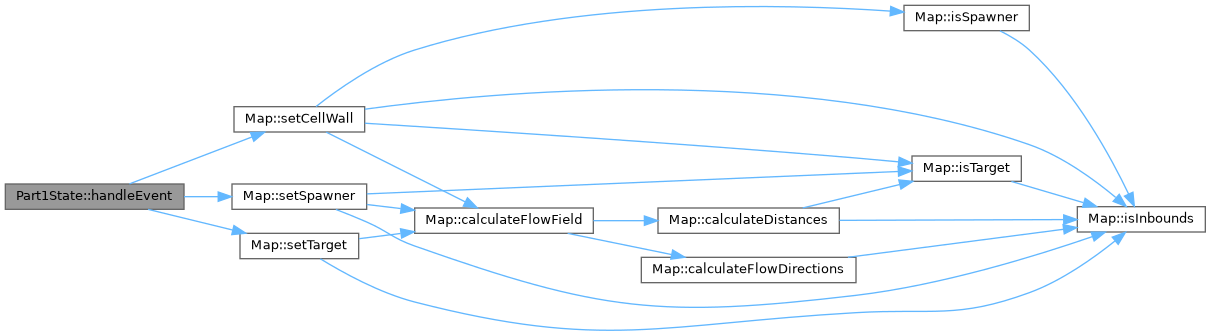 Map::isSpawner
Map::setCellWall
Map::isTarget
Part1State::handleEvent
Map::setSpawner
Map::calculateFlowField
Map::calculateDistances
Map::isInbounds
Map::setTarget
Map::calculateFlowDirections